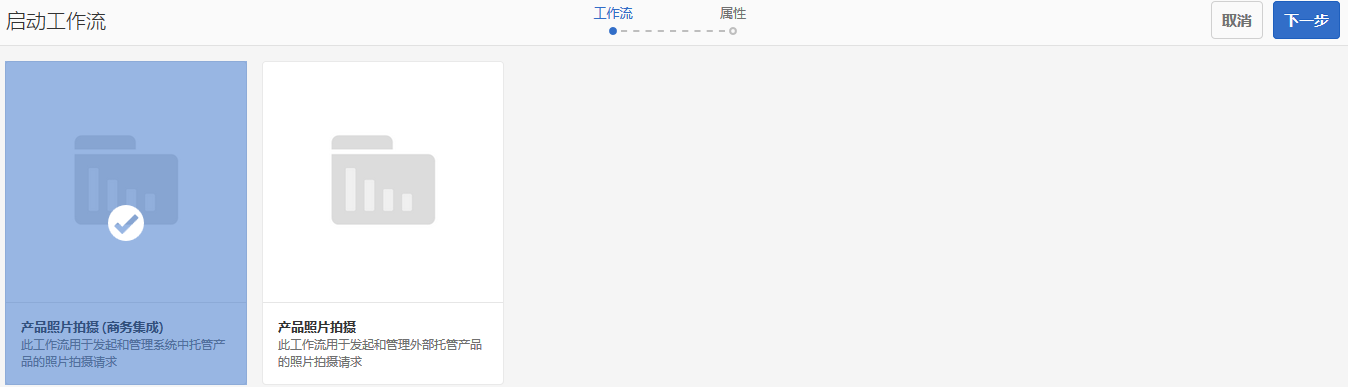 启动工作流
工作流
属性
取消
下一步
产品照片拍摄 (商务集成)
此工作流用于发起和管理系统中托管产
品的照片拍摄请求
产品照片拍摄
此工作流用于发起和管理外部托管产品
的照片拍摄请求